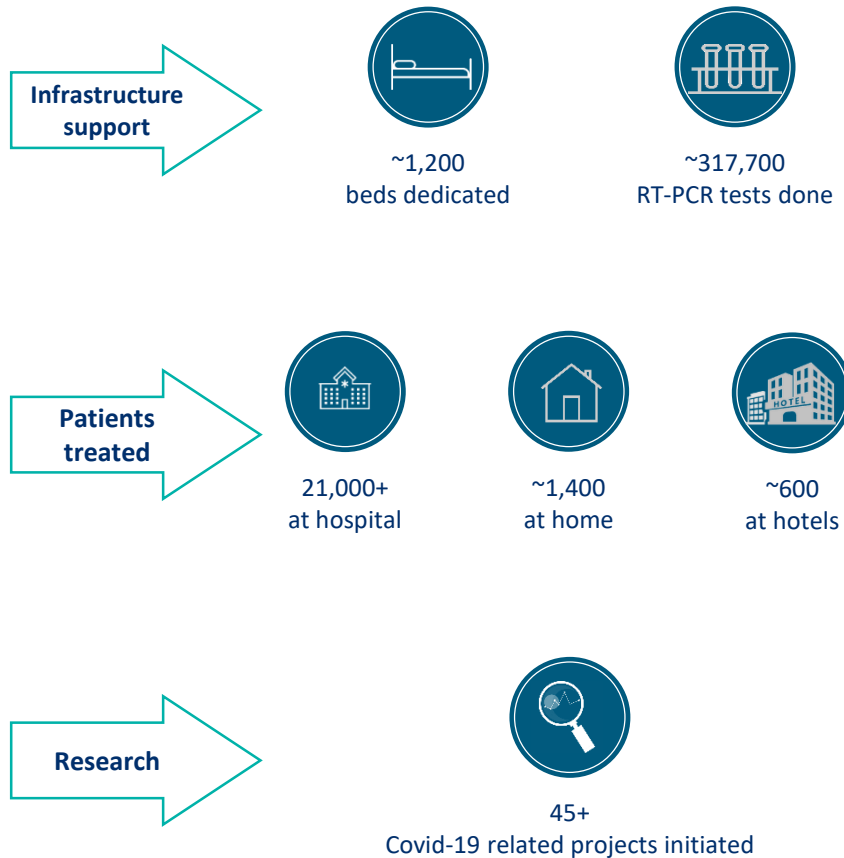 Infrastructure
support
~1,200
beds dedicated
~317,700
RT-PCR tests done
Patients
treated
HOTEL
21,000+
at hospital
~1,400
at home
~600
at hotels
Research
45+
Covid-19 related projects initiated